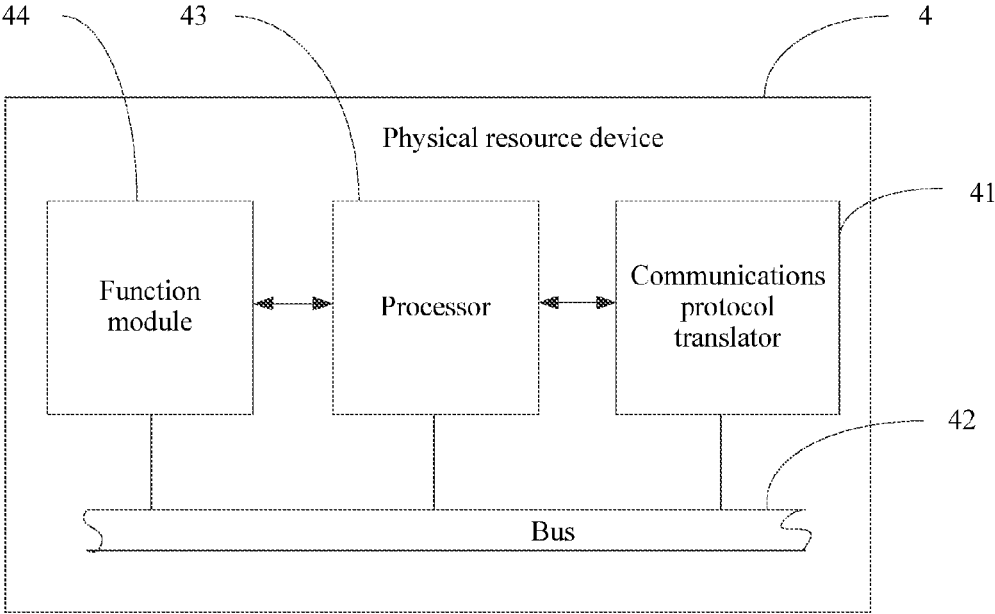 44
43
4
Physical resource device
41
Function
module
Processor
Communications
protocol
translator
42
Bus